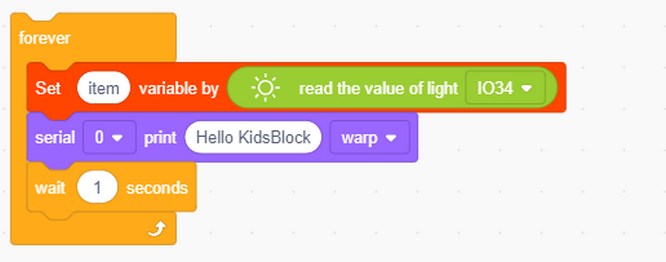 forever
Set item variable by read the value of light IO34
serial 0 print Hello KidsBlock warp
wait 1 seconds